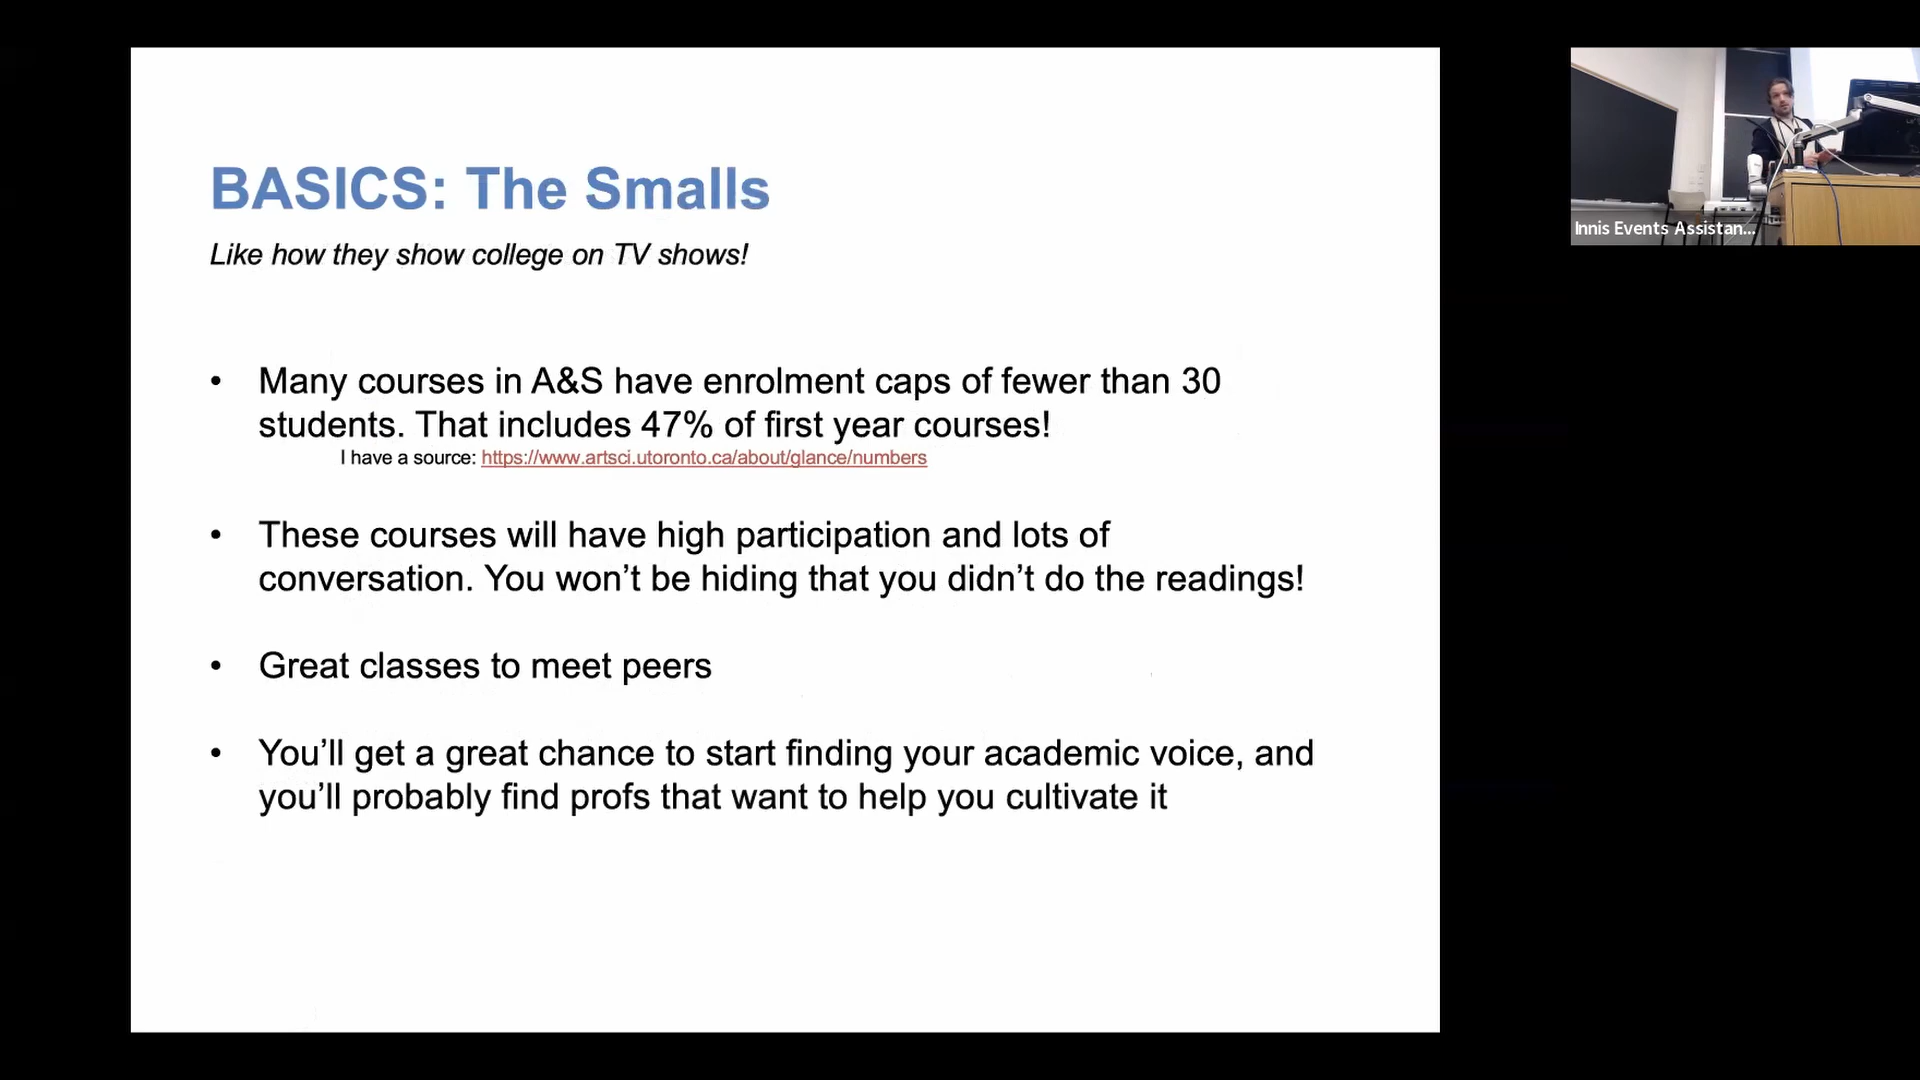 BASICS: The Smalls
Like how they show college on TV shows!
• Many courses in A&S have enrolment caps of fewer than 30
students. That includes 47% of first year courses!
I have a source: https://www.artsci.utoronto.ca/about/glance/numbers
• These courses will have high participation and lots of
conversation. You won’t be hiding that you didn’t do the readings!
• Great classes to meet peers
• You’ll get a great chance to start finding your academic voice, and
you’ll probably find profs that want to help you cultivate it
Innis Events Assistan...